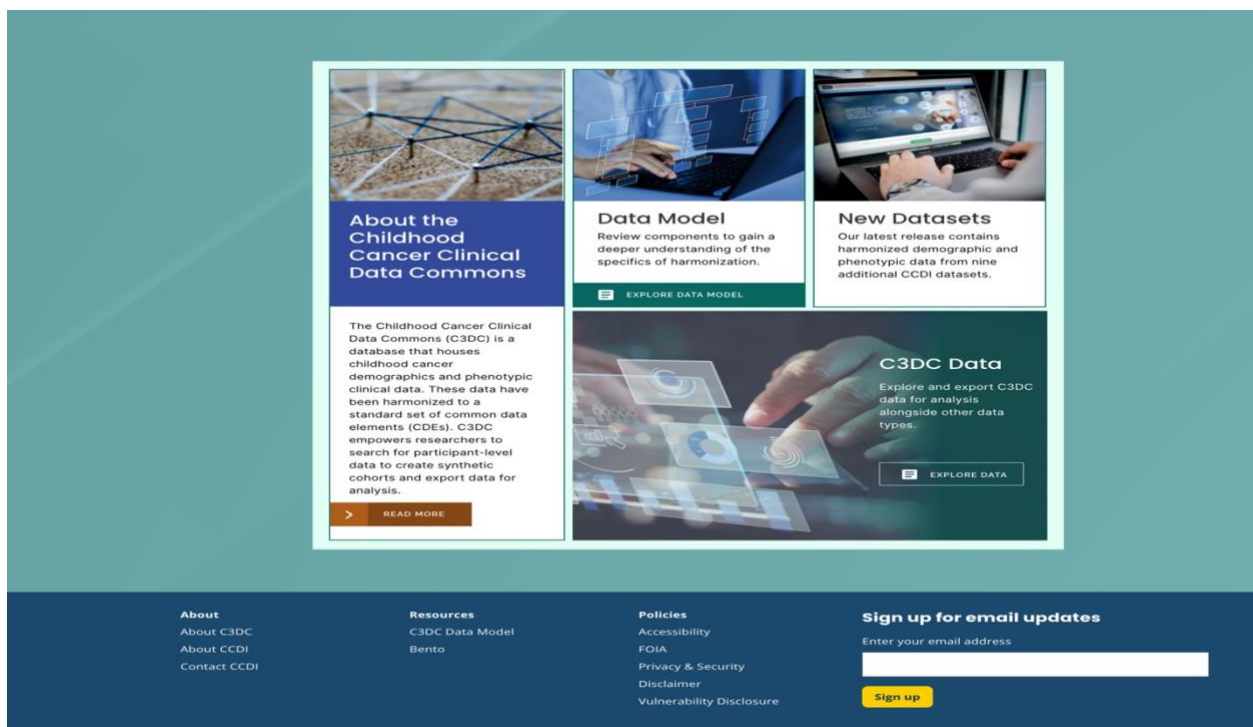 About the
Childhood
Cancer Clinical
Data Commons
The Childhood Cancer Clinical
Data Commons (C3DC) is a
database that houses
childhood cancer
demographics and phenotypic
clinical data. These data have
been harmonized to a
standard set of common data
elements (CDEs). C3DC
empowers researchers to
search for participant-level
data to create synthetic
cohorts and export data for
analysis.
READ MORE
Data Model
Review components to gain a
deeper understanding of the
specifics of harmonization.
EXPLORE DATA MODEL
New Datasets
Our latest release contains
harmonized demographic and
phenotypic data from nine
additional CCDI datasets.
C3DC Data
Explore and export C3DC
data for analysis
alongside other data
types.
EXPLORE DATA
About
About C3DC
About CCDI
Contact CCDI
Resources
C3DC Data Model
Bento
Policies
Accessibility
FOIA
Privacy & Security
Disclaimer
Vulnerability Disclosure
Sign up for email updates
Enter your email address
Sign up